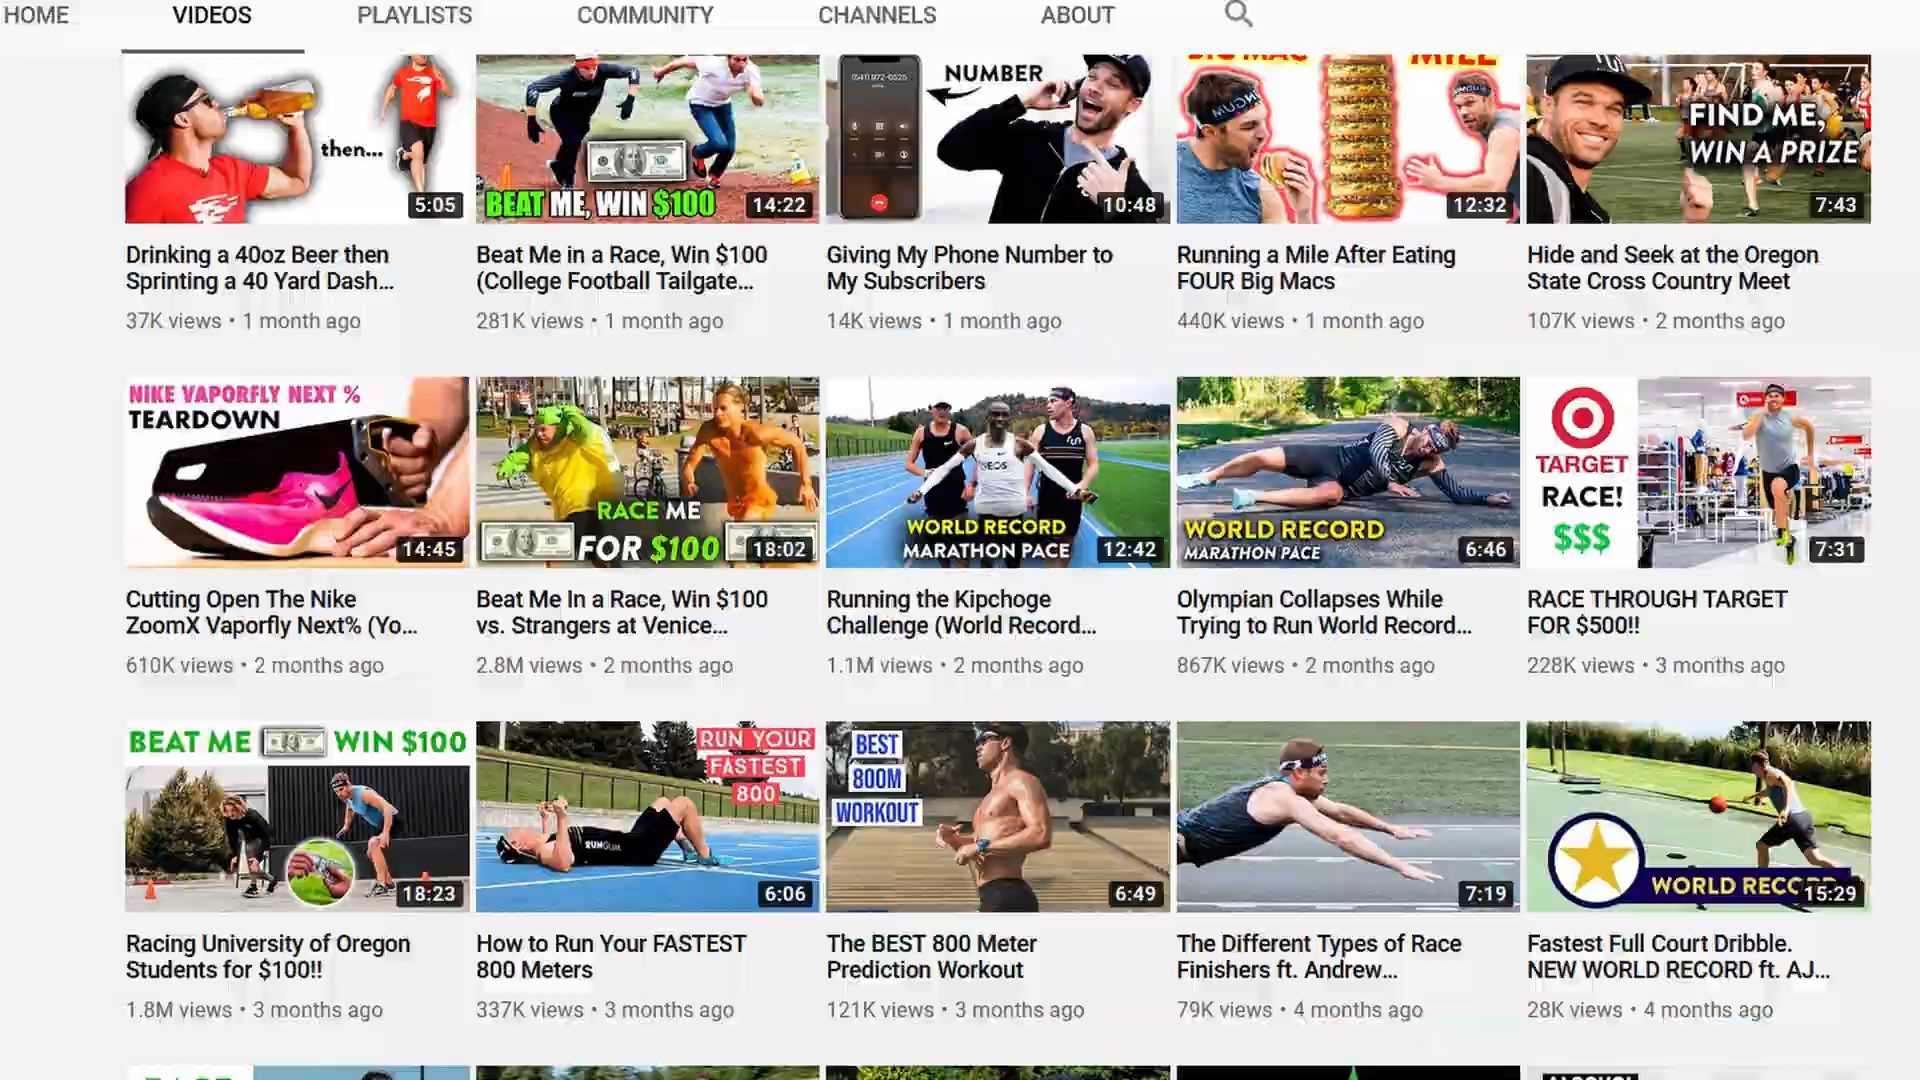 HOME VIDEOS PLAYLISTS COMMUNITY CHANNELS ABOUT
then...
5:05
BEAT ME, WIN $100
14:22
(541) 972-0525
NUMBER
10:48
BIG MAC MILE
12:32
FIND ME,
WIN A PRIZE
7:43
Drinking a 40oz Beer then
Sprinting a 40 Yard Dash...
37K views • 1 month ago
Beat Me in a Race, Win $100
(College Football Tailgate...
281K views • 1 month ago
Giving My Phone Number to
My Subscribers
14K views • 1 month ago
Running a Mile After Eating
FOUR Big Macs
440K views • 1 month ago
Hide and Seek at the Oregon
State Cross Country Meet
107K views • 2 months ago
NIKE VAPORFLY NEXT %
TEARDOWN
14:45
RACE ME
FOR $100
18:02
WORLD RECORD
MARATHON PACE
12:42
WORLD RECORD
MARATHON PACE
6:46
TARGET
RACE!
$$$
7:31
Cutting Open The Nike
ZoomX Vaporfly Next% (Yo...
610K views • 2 months ago
Beat Me In a Race, Win $100
vs. Strangers at Venice...
2.8M views • 2 months ago
Running the Kipchoge
Challenge (World Record...
1.1M views • 2 months ago
Olympian Collapses While
Trying to Run World Record...
867K views • 2 months ago
RACE THROUGH TARGET
FOR $500!!
228K views • 3 months ago
BEAT ME WIN $100
18:23
RUN YOUR
FASTEST
800
RUNGUM
6:06
BEST
800M
WORKOUT
6:49
7:19
WORLD RECORD
15:29
Racing University of Oregon
Students for $100!!
1.8M views • 3 months ago
How to Run Your FASTEST
800 Meters
337K views • 3 months ago
The BEST 800 Meter
Prediction Workout
121K views • 3 months ago
The Different Types of Race
Finishers ft. Andrew...
79K views • 4 months ago
Fastest Full Court Dribble.
NEW WORLD RECORD ft. AJ...
28K views • 4 months ago